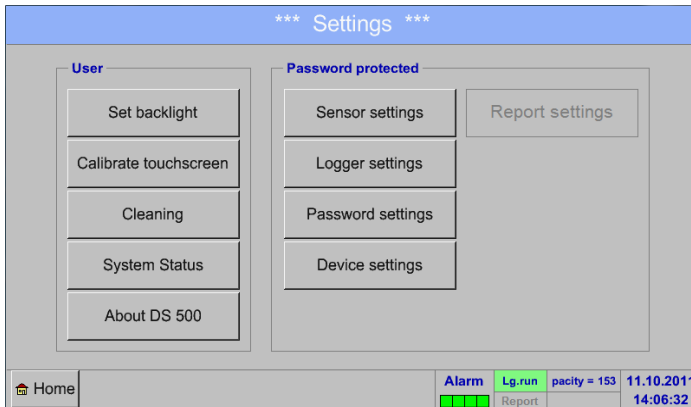 *** Settings ***
User
Set backlight
Calibrate touchscreen
Cleaning
System Status
About DS 500
Password protected
Sensor settings
Report settings
Logger settings
Password settings
Device settings
Home
Alarm
Lg.run
pacity = 153
11.10.2011
Report
14:06:32